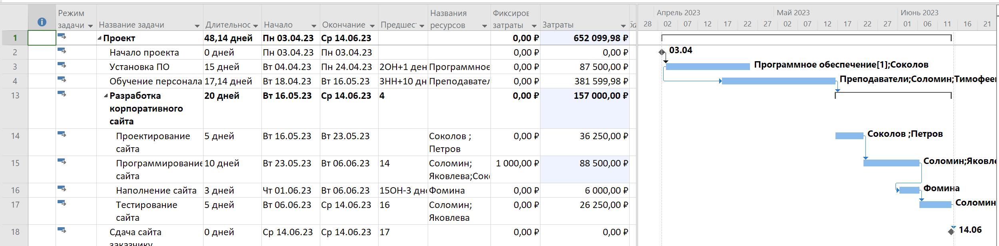 Режим задачи Название задачи Длительнос Начало Окончание Предшес Названия ресурсов Фиксиров затраты Затраты
Апрель 2023 Май 2023 Июнь 2023
28 02 07 12 17 22 27 02 07 12 17 22 27 01 06 11 16 21
1 Проект 48,14 дней Пн 03.04.23 Ср 14.06.23 0,00 ₽ 652 099,98 ₽
2 Начало проекта 0 дней Пн 03.04.23 Пн 03.04.23 0,00 ₽ 0,00 ₽ 03.04
3 Установка ПО 15 дней Вт 04.04.23 Пн 24.04.23 2ОН+1 ден Программное 0,00 ₽ 87 500,00 ₽ Программное обеспечение[1];Соколов
4 Обучение персонала 17,14 дней Вт 18.04.23 Вт 16.05.23 3НН+10 дн Преподавател 0,00 ₽ 381 599,98 ₽ Преподаватели;Соломин;Тимофеев
13 Разработка корпоративного сайта 20 дней Вт 16.05.23 Ср 14.06.23 4 0,00 ₽ 157 000,00 ₽
14 Проектирование сайта 5 дней Вт 16.05.23 Вт 23.05.23 Соколов ; Петров 0,00 ₽ 36 250,00 ₽ Соколов ;Петров
15 Программирование сайта 10 дней Вт 23.05.23 Вт 06.06.23 14 Соломин; Яковлева;Сок 1 000,00 ₽ 88 500,00 ₽ Соломин;Яковле
16 Наполнение сайта 3 дней Чт 01.06.23 Вт 06.06.23 15ОН-3 дн Фомина 0,00 ₽ 6 000,00 ₽ Фомина
17 Тестирование сайта 5 дней Вт 06.06.23 Ср 14.06.23 16 Соломин; Яковлева 0,00 ₽ 26 250,00 ₽ Соломин
18 Сдача сайта заказчику 0 дней Ср 14.06.23 Ср 14.06.23 17 0,00 ₽ 0,00 ₽ 14.06